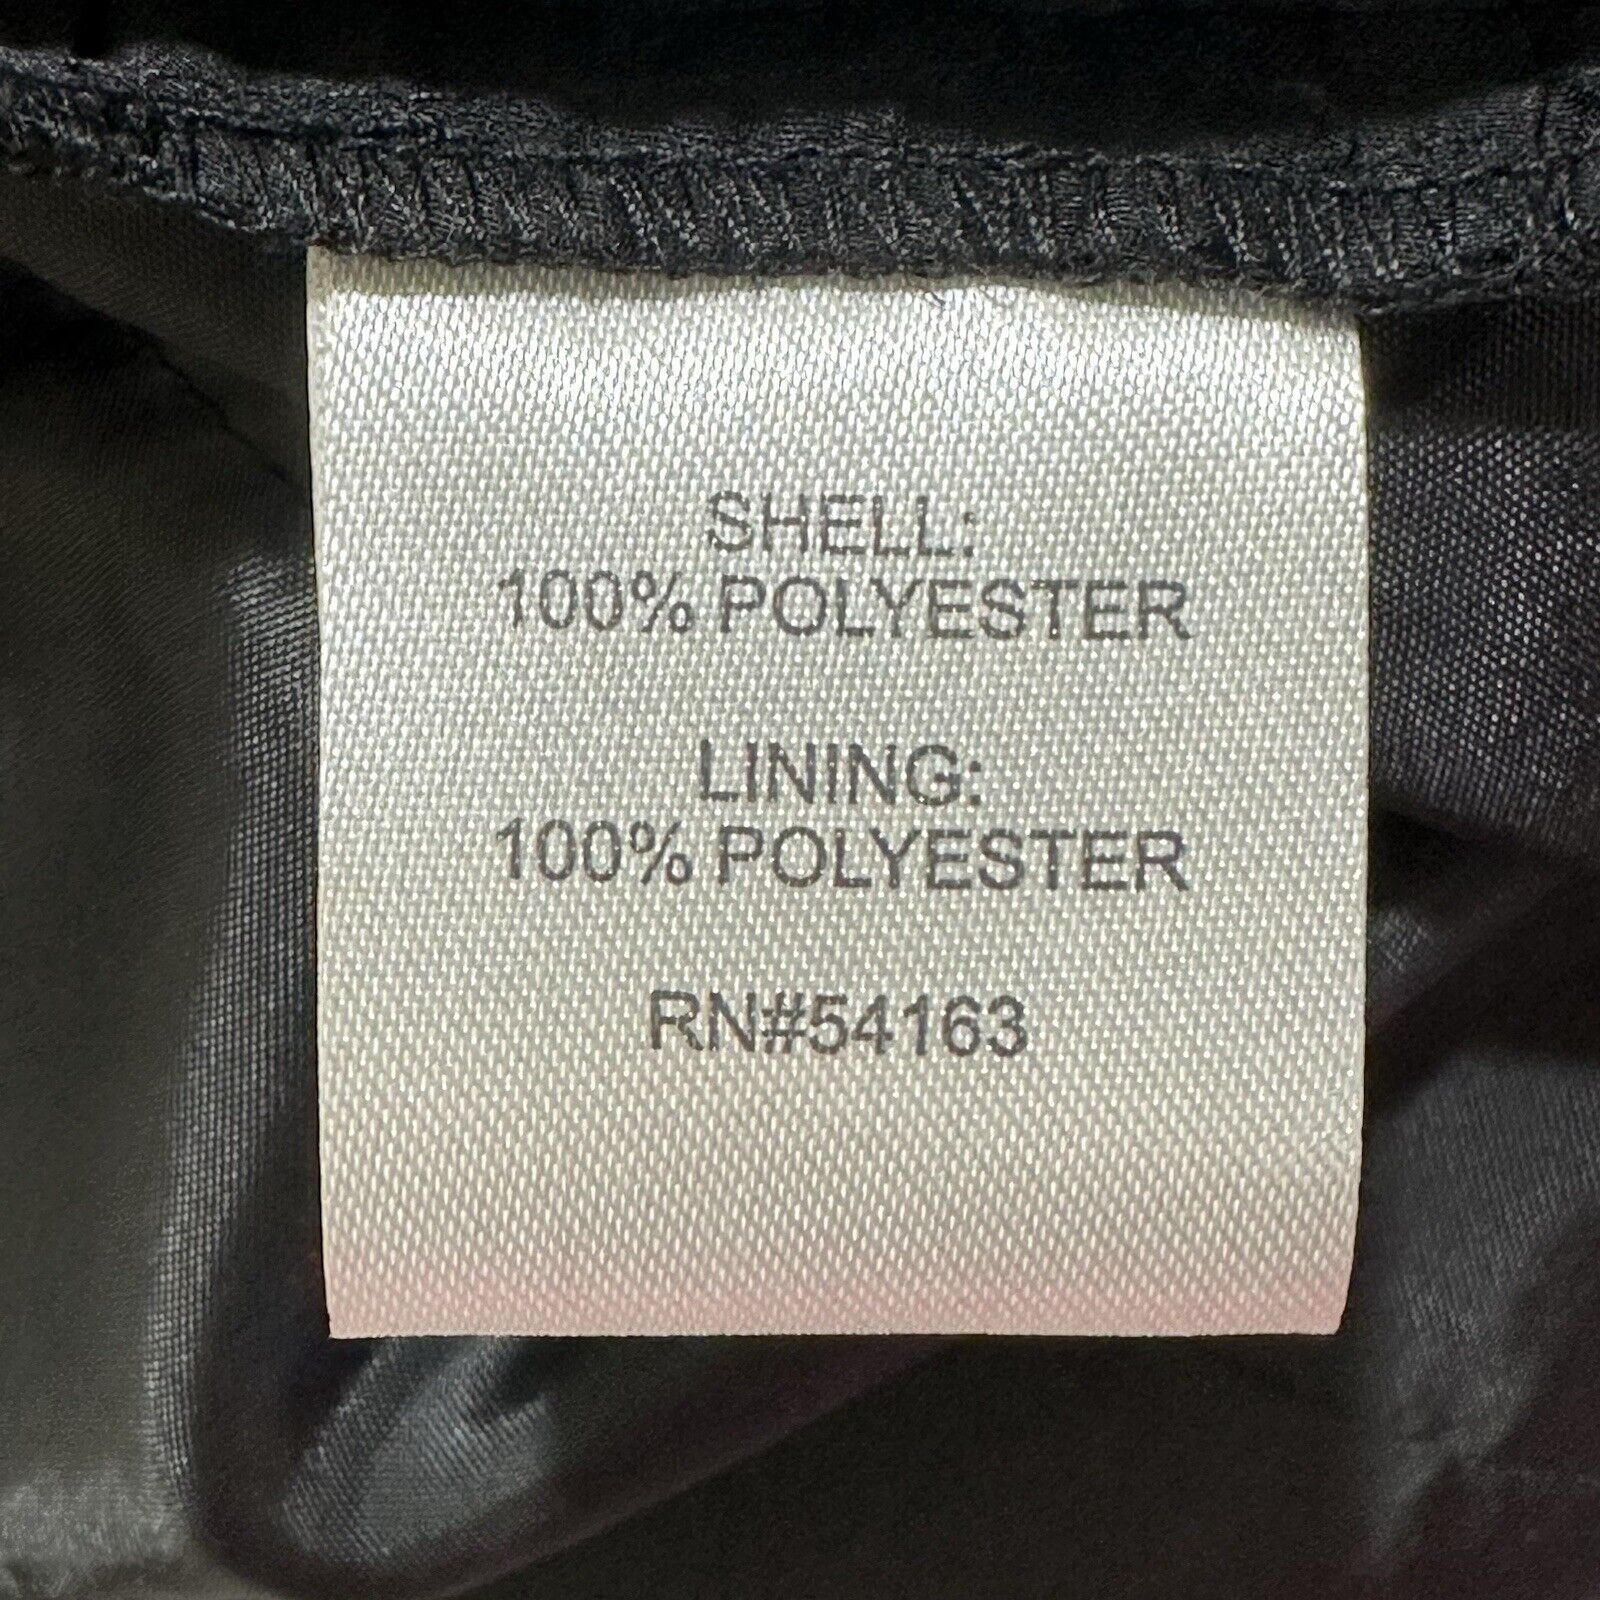 SHELL:
100% POLYESTER
LINING:
100% POLYESTER
RN#54163